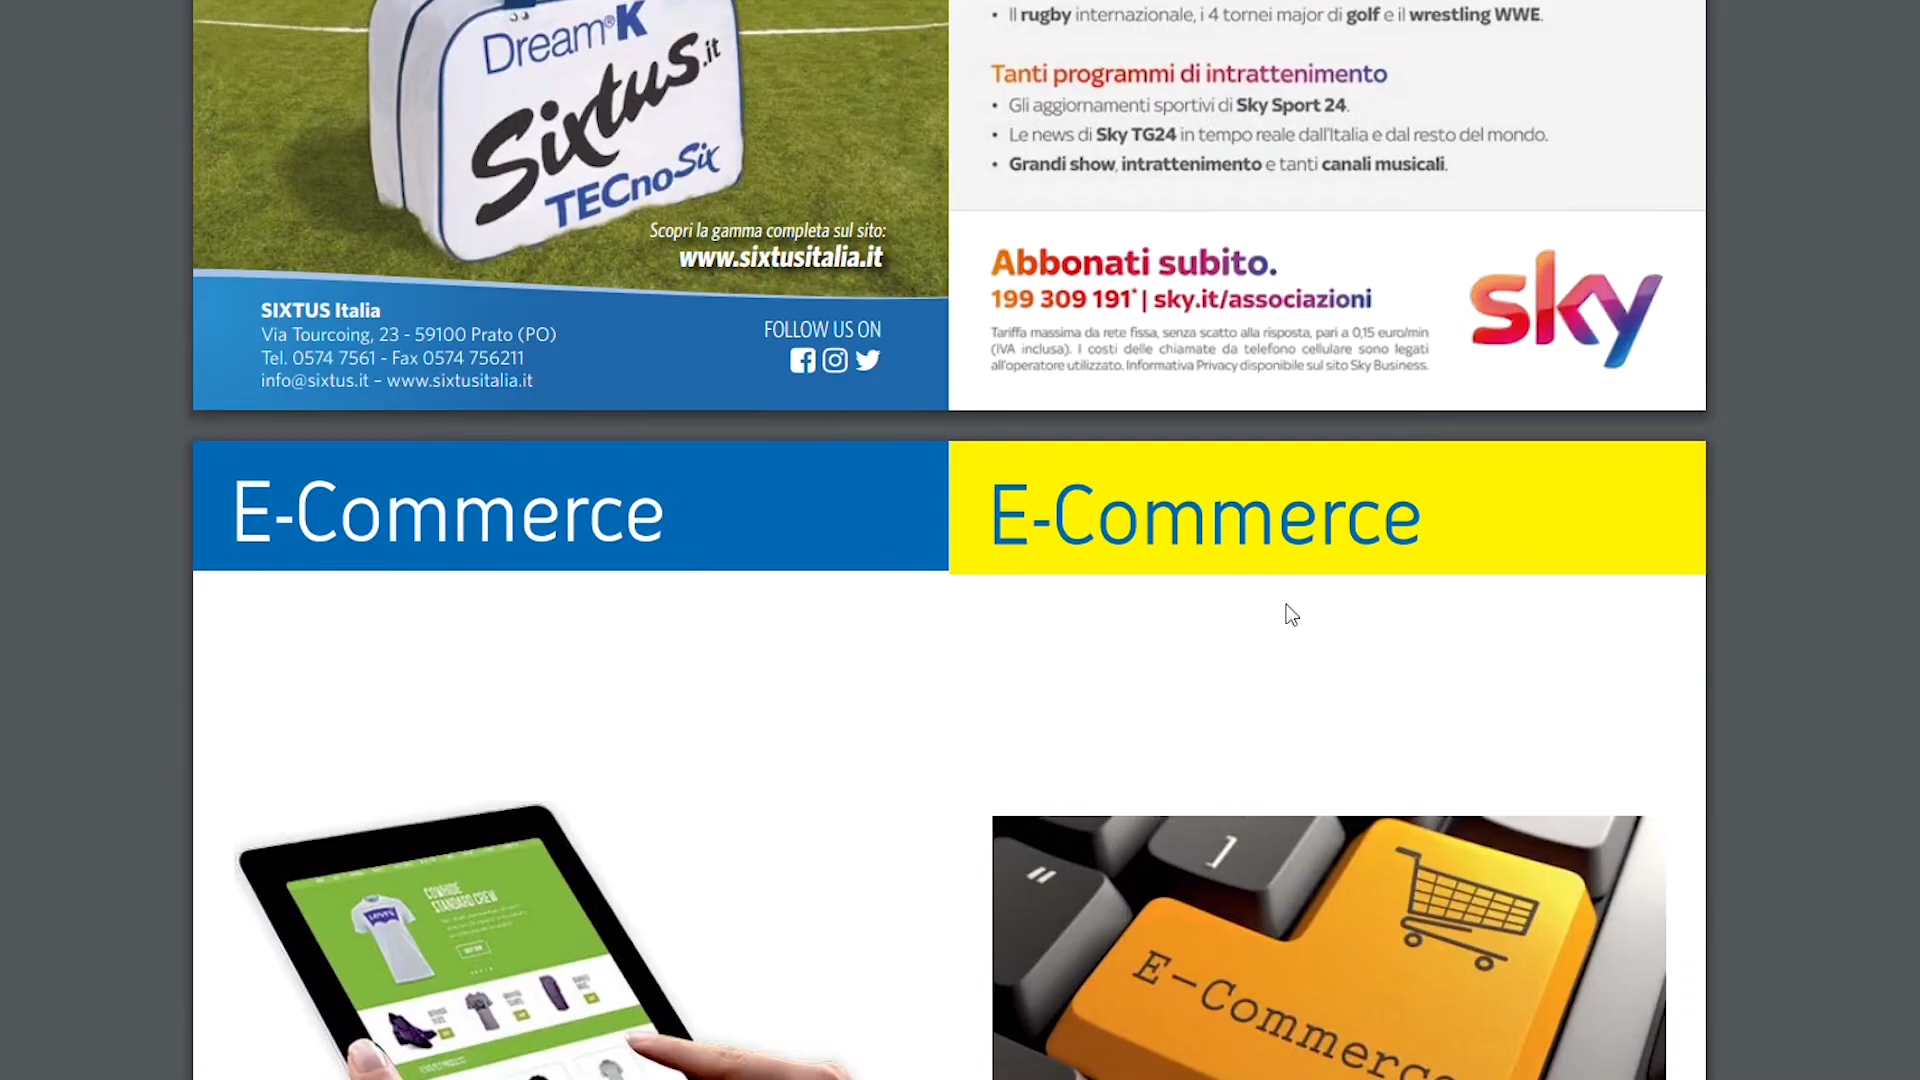 Dream®K
Sixtus.it
TECnoSix
Scopri la gamma completa sul sito:
www.sixtusitalia.it
SIXTUS Italia
Via Tourcoing, 23 - 59100 Prato (PO)
Tel. 0574 7561 - Fax 0574 756211
info@sixtus.it – www.sixtusitalia.it
FOLLOW US ON
• Il rugby internazionale, i 4 tornei major di golf e il wrestling WWE.
Tanti programmi di intrattenimento
• Gli aggiornamenti sportivi di Sky Sport 24.
• Le news di Sky TG24 in tempo reale dall'Italia e dal resto del mondo.
• Grandi show, intrattenimento e tanti canali musicali.
Abbonati subito.
199 309 191* | sky.it/associazioni
Tariffa massima da rete fissa, senza scatto alla risposta, pari a 0,15 euro/min
(IVA inclusa). I costi delle chiamate da telefono cellulare sono legati
all'operatore utilizzato. Informativa Privacy disponibile sul sito Sky Business.
sky
E-Commerce
E-Commerce
STANDARD CREW
LEVI'S
"
1
E-Commerce